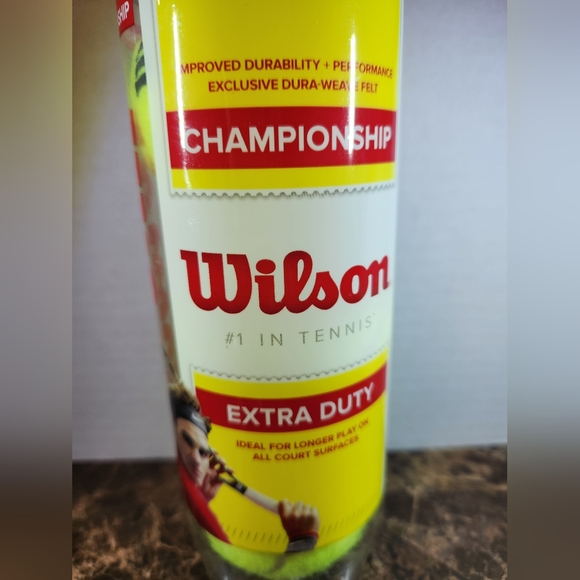 SHIP
IMPROVED DURABILITY + PERFORMANCE
EXCLUSIVE DURA-WEAVE FELT
CHAMPIONSHIP
Wilson
#1 IN TENNIS
EXTRA DUTY
IDEAL FOR LONGER PLAY ON
ALL COURT SURFACES